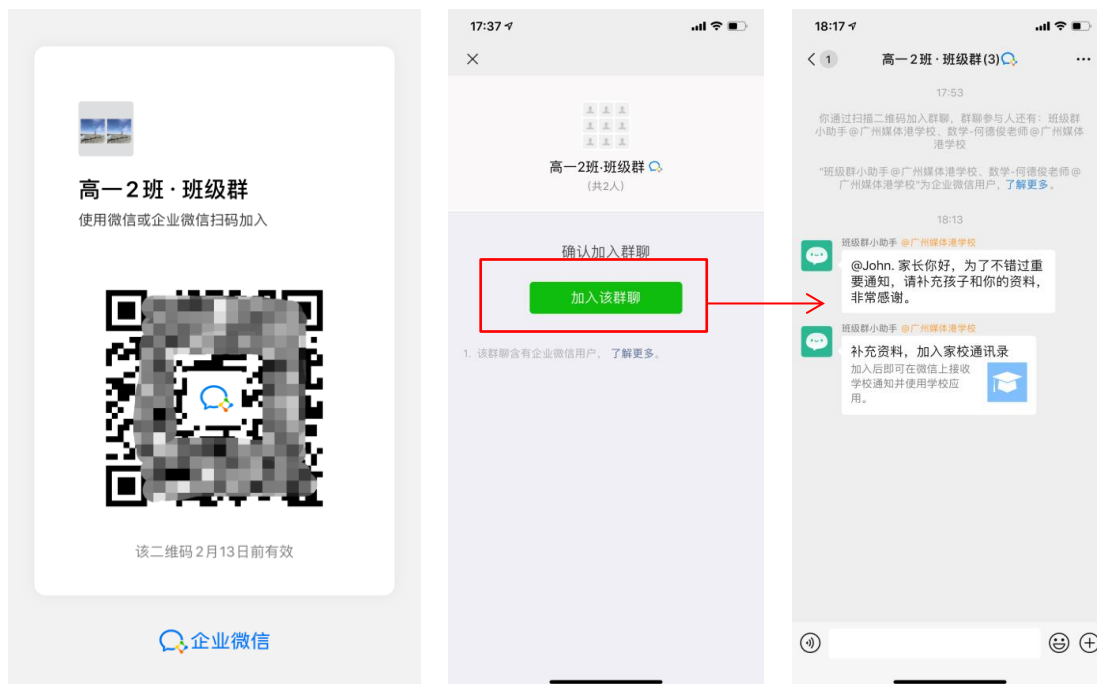 高一2班·班级群
使用微信或企业微信扫码加入
该二维码2月13日前有效
企业微信
17:37
高一2班·班级群
(共2人)
确认加入群聊
加入该群聊
1. 该群聊含有企业微信用户，了解更多。
18:17
1
高一2班·班级群(3)
17:53
你通过扫描二维码加入群聊，群聊参与人还有：班级群
小助手@广州媒体港学校、数学-何德俊老师@广州媒体
港学校
"班级群小助手@广州媒体港学校、数学-何德俊老师@
广州媒体港学校"为企业微信用户，了解更多。
18:13
班级群小助手 @广州媒体港学校
@John. 家长你好，为了不错过重
要通知，请补充孩子和你的资料，
非常感谢。
班级群小助手 @广州媒体港学校
补充资料，加入家校通讯录
加入后即可在微信上接收
学校通知并使用学校应
用。